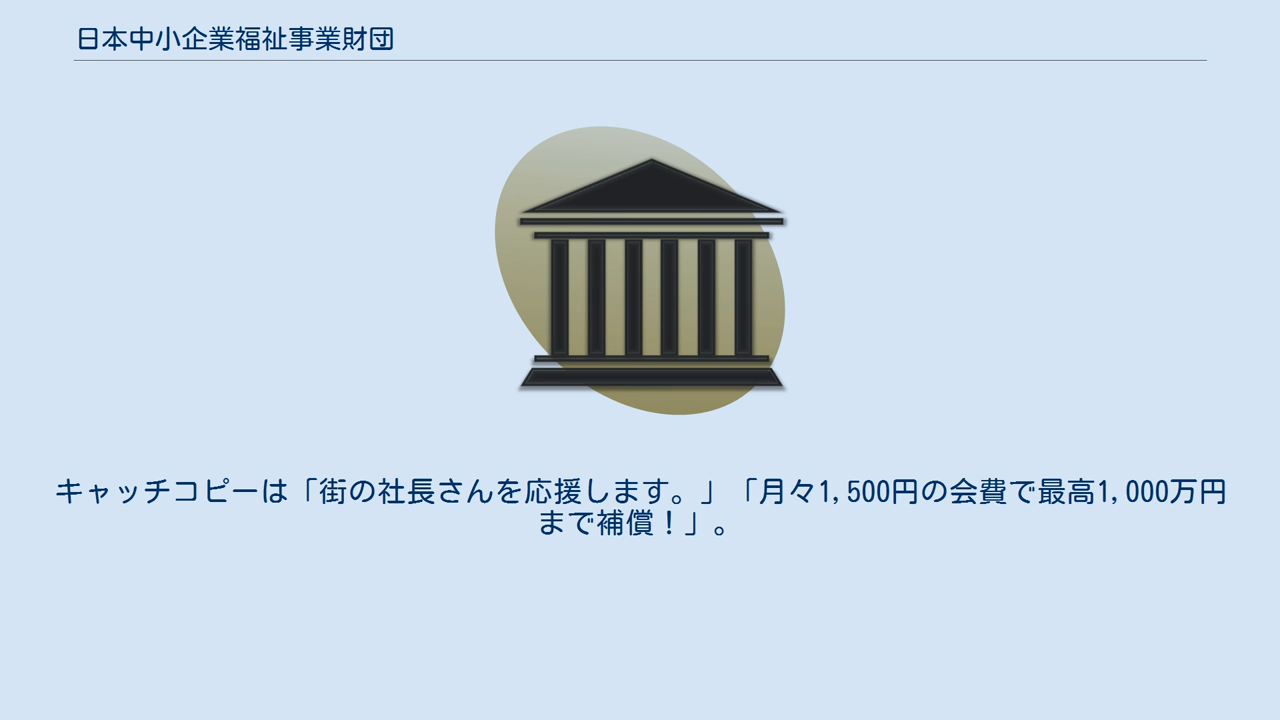 日本中小企業福祉事業財団
キャッチコピーは「街の社長さんを応援します。」「月々1,500円の会費で最高1,000万円
まで補償！」。